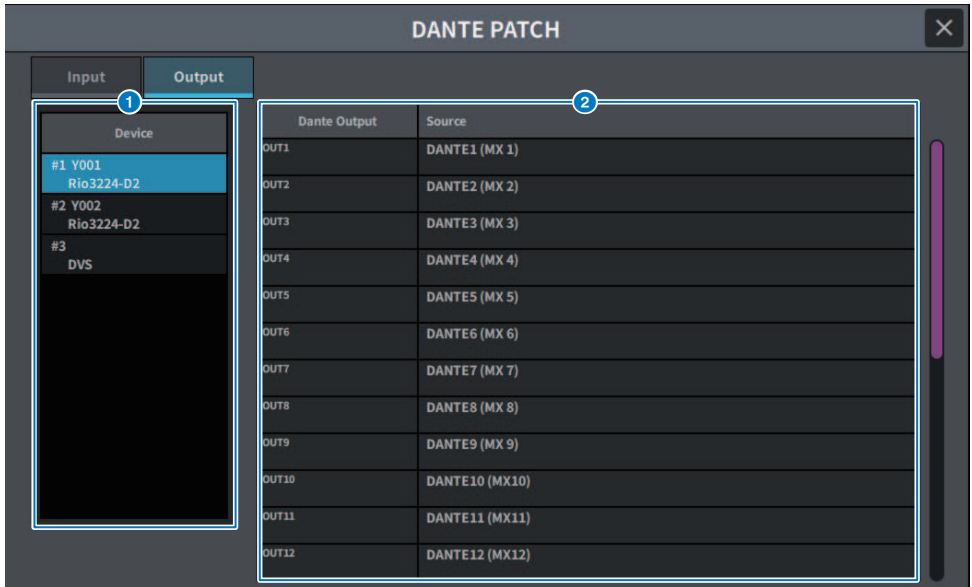 DANTE PATCH
Input Output
1
2
Device
#1 Y001
Rio3224-D2
#2 Y002
Rio3224-D2
#3
DVS
Dante Output Source
OUT1 DANTE1 (MX 1)
OUT2 DANTE2 (MX 2)
OUT3 DANTE3 (MX 3)
OUT4 DANTE4 (MX 4)
OUT5 DANTE5 (MX 5)
OUT6 DANTE6 (MX 6)
OUT7 DANTE7 (MX 7)
OUT8 DANTE8 (MX 8)
OUT9 DANTE9 (MX 9)
OUT10 DANTE10 (MX10)
OUT11 DANTE11 (MX11)
OUT12 DANTE12 (MX12)